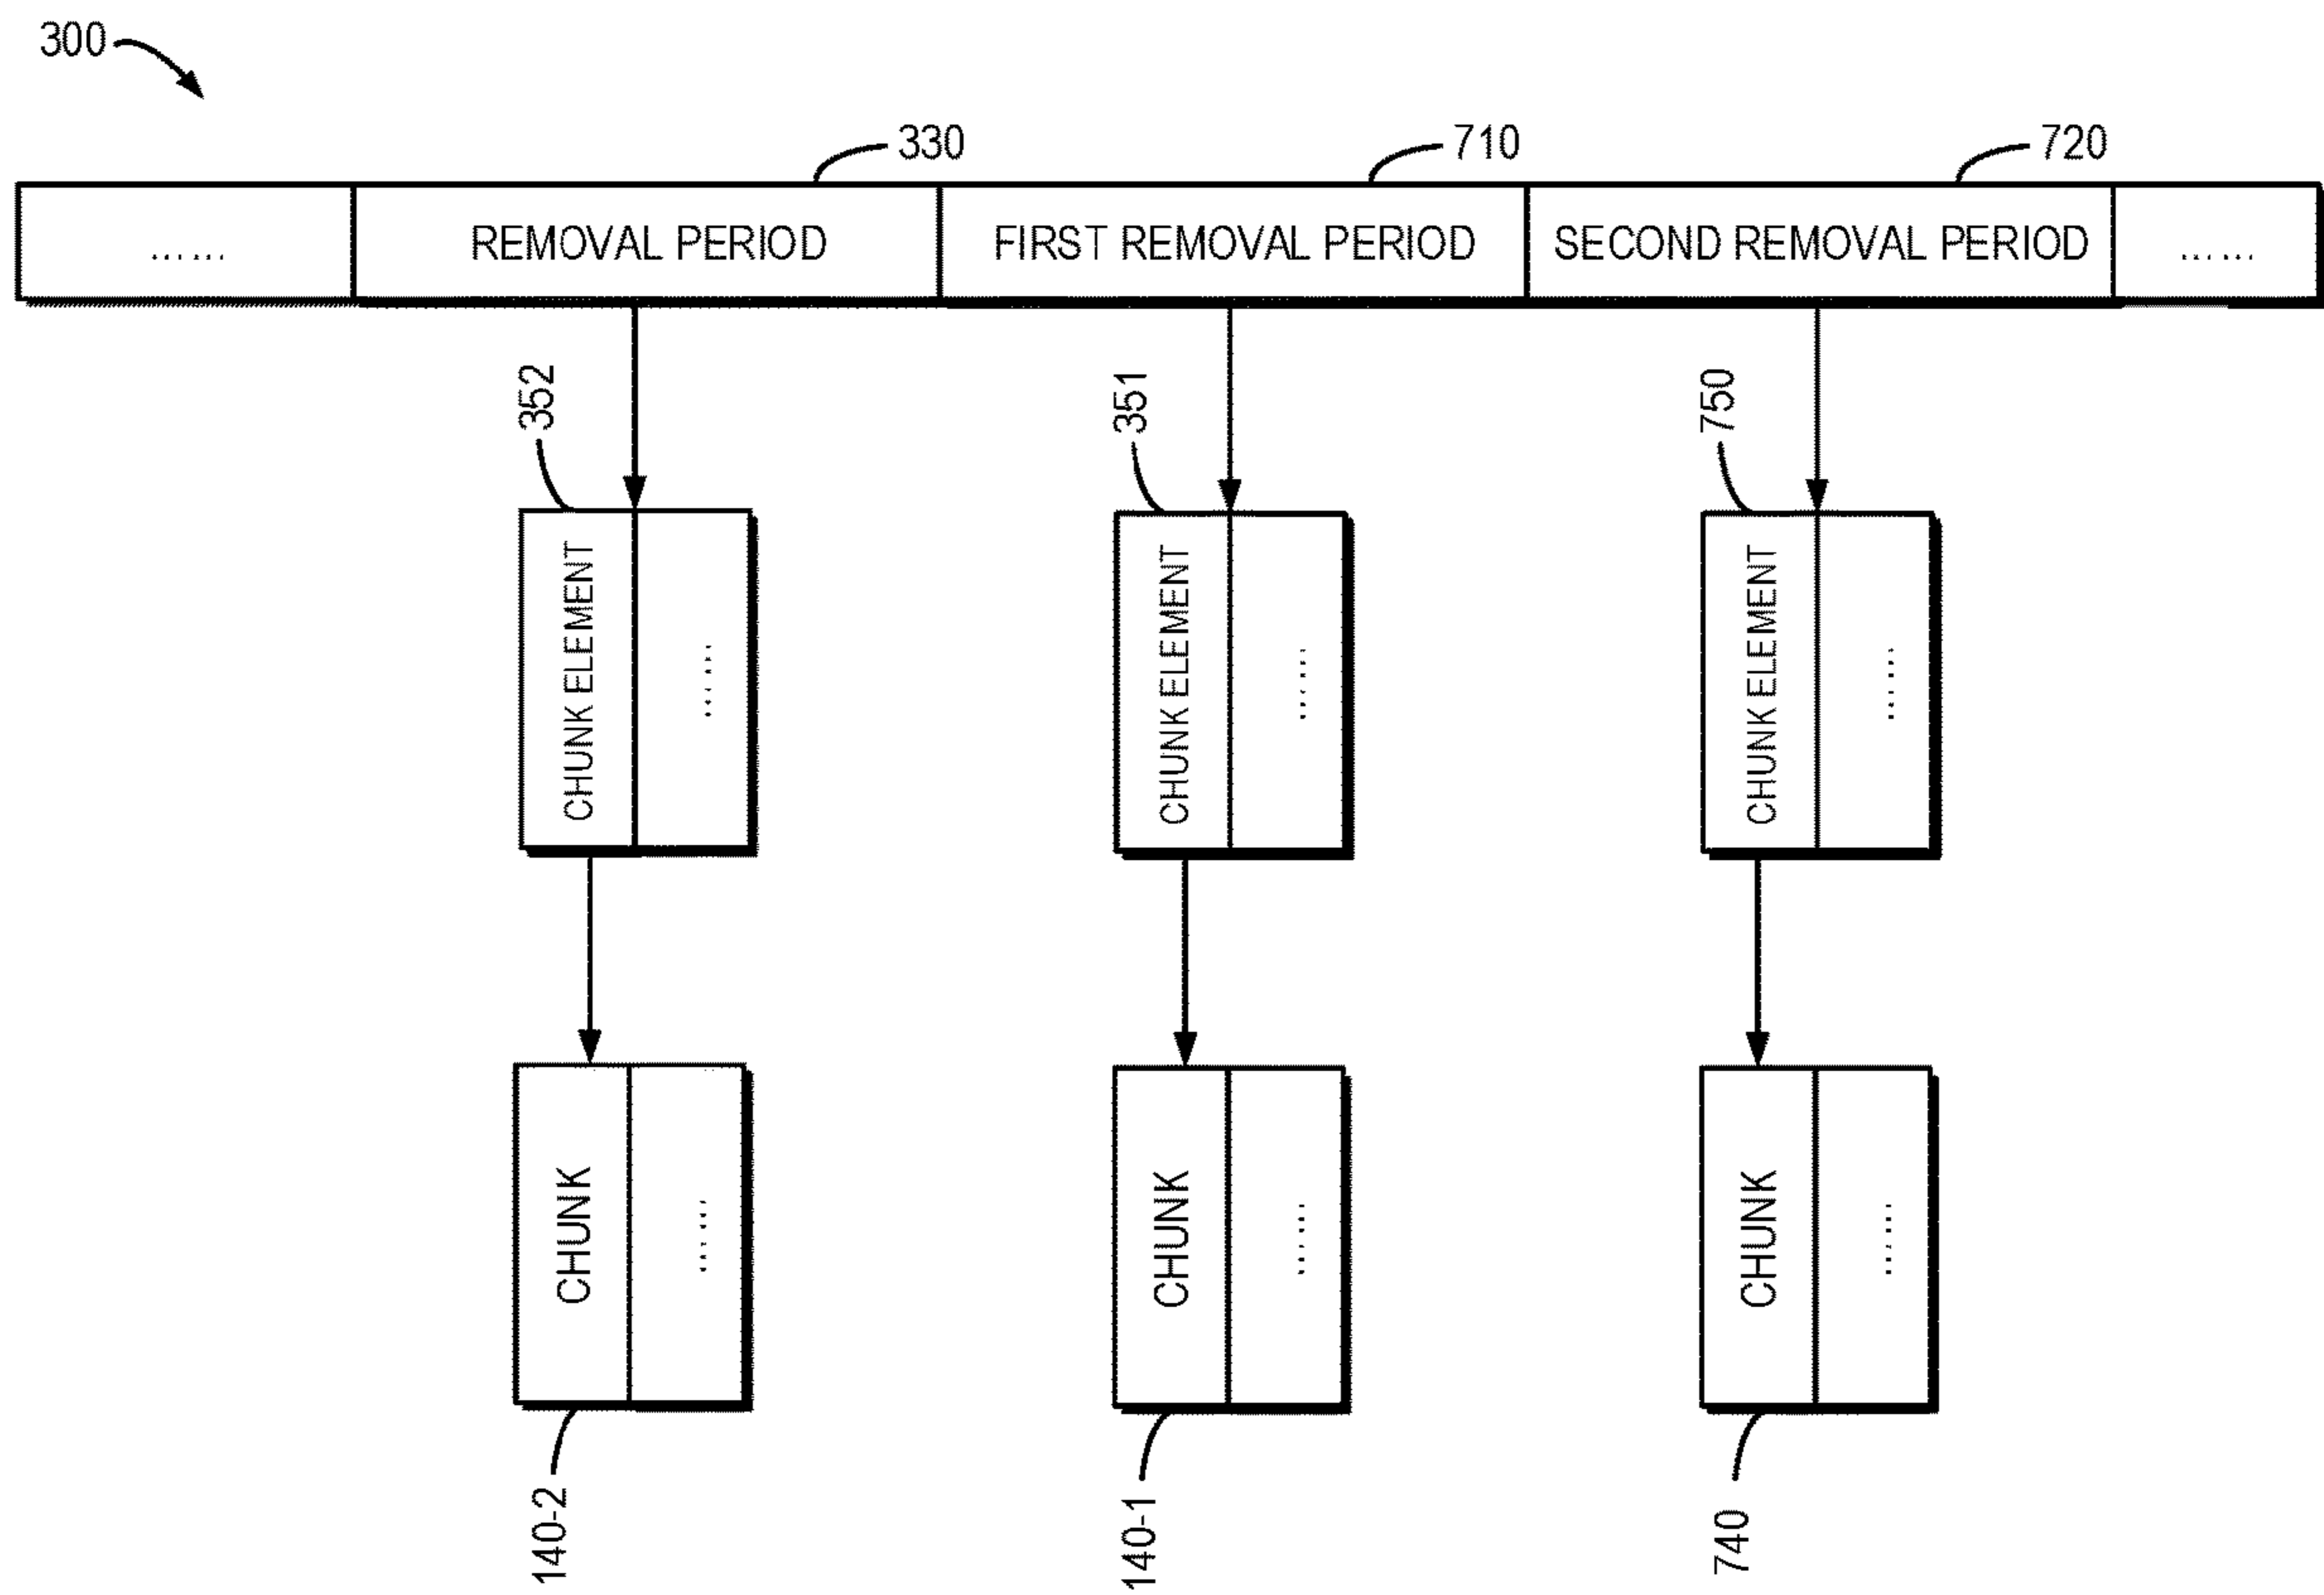 300
330
710
720
......
REMOVAL PERIOD
FIRST REMOVAL PERIOD
SECOND REMOVAL PERIOD
......
352
351
750
CHUNK ELEMENT
......
CHUNK ELEMENT
......
CHUNK ELEMENT
......
CHUNK
......
CHUNK
......
CHUNK
......
140-2
140-1
740